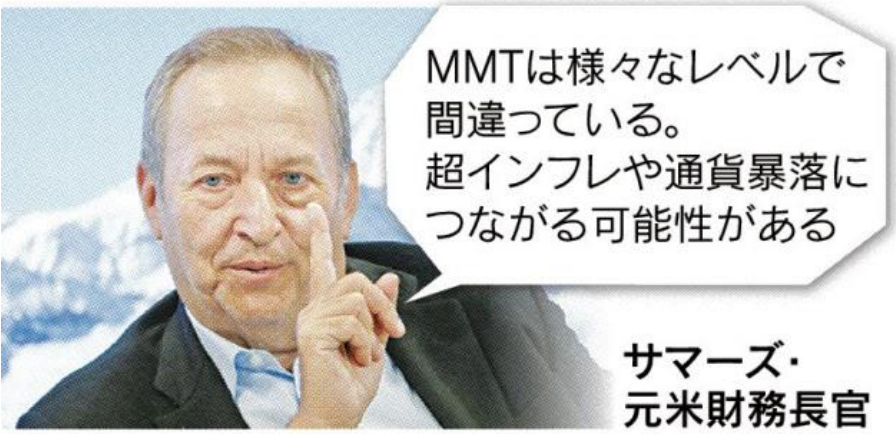 MMTは様々なレベルで
間違っている。
超インフレや通貨暴落に
つながる可能性がある
サマーズ・
元米財務長官